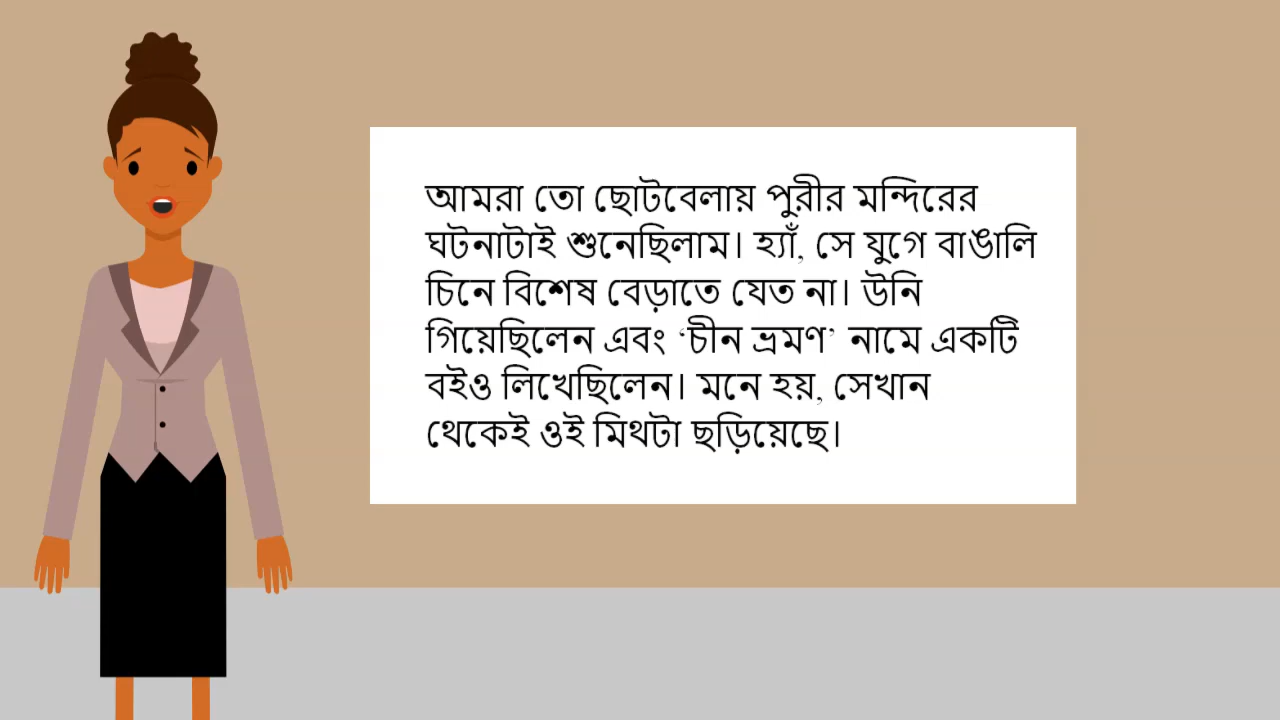 আমরা তো ছোটবেলায় পুরীর মন্দিরের
ঘটনাটাই শুনেছিলাম। হ্যাঁ, সে যুগে বাঙালি
চিনে বিশেষ বেড়াতে যেত না। উনি
গিয়েছিলেন এবং ‘চীন ভ্রমণ’ নামে একটি
বইও লিখেছিলেন। মনে হয়, সেখান
থেকেই ওই মিথটা ছড়িয়েছে।